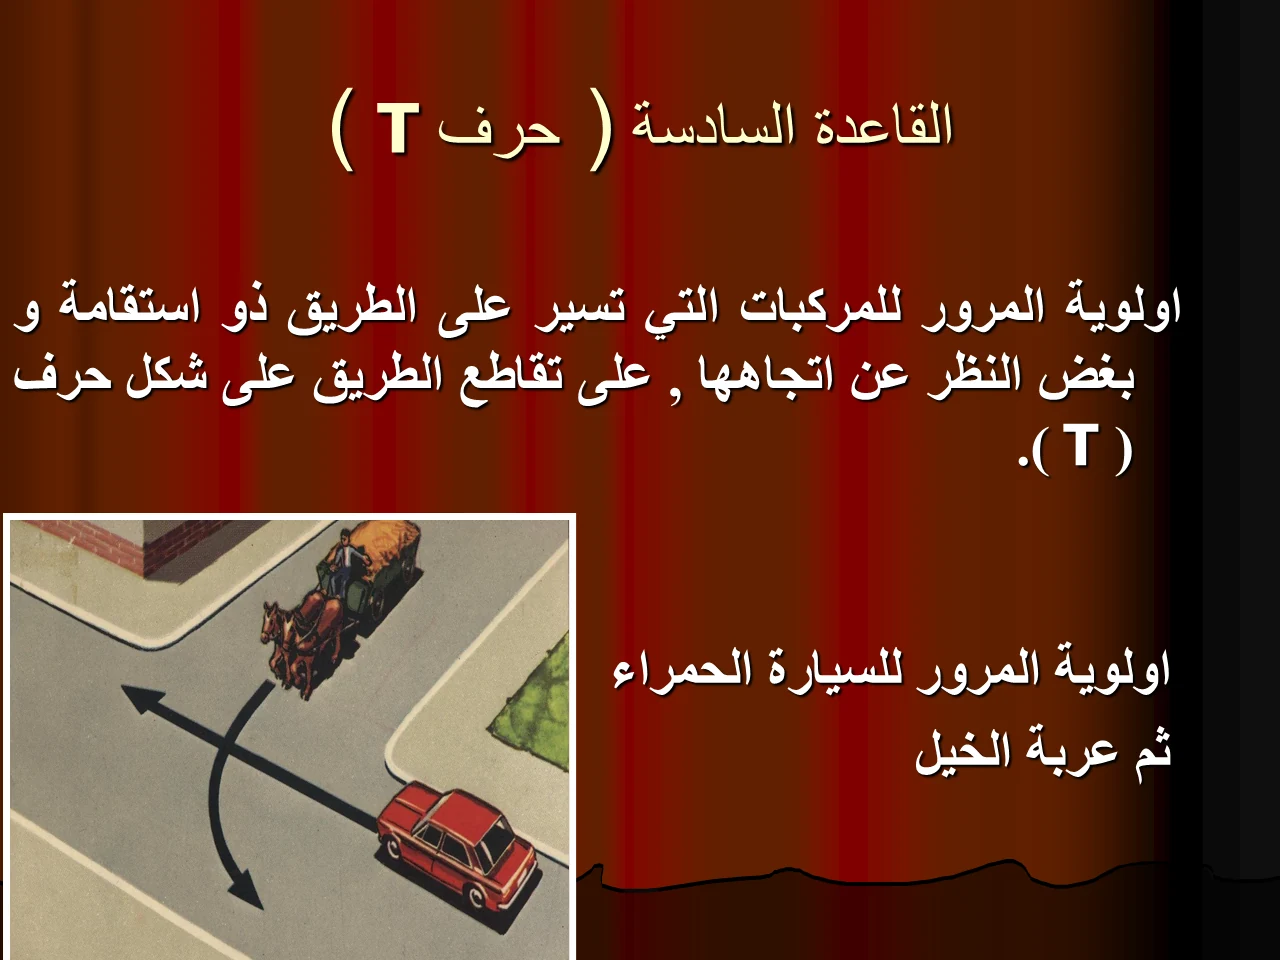 القاعدة السادسة ( حرف T )
اولوية المرور للمركبات التي تسير على الطريق ذو استقامة و
بغض النظر عن اتجاهها , على تقاطع الطريق على شكل حرف
( T ).
اولوية المرور للسيارة الحمراء
ثم عربة الخيل